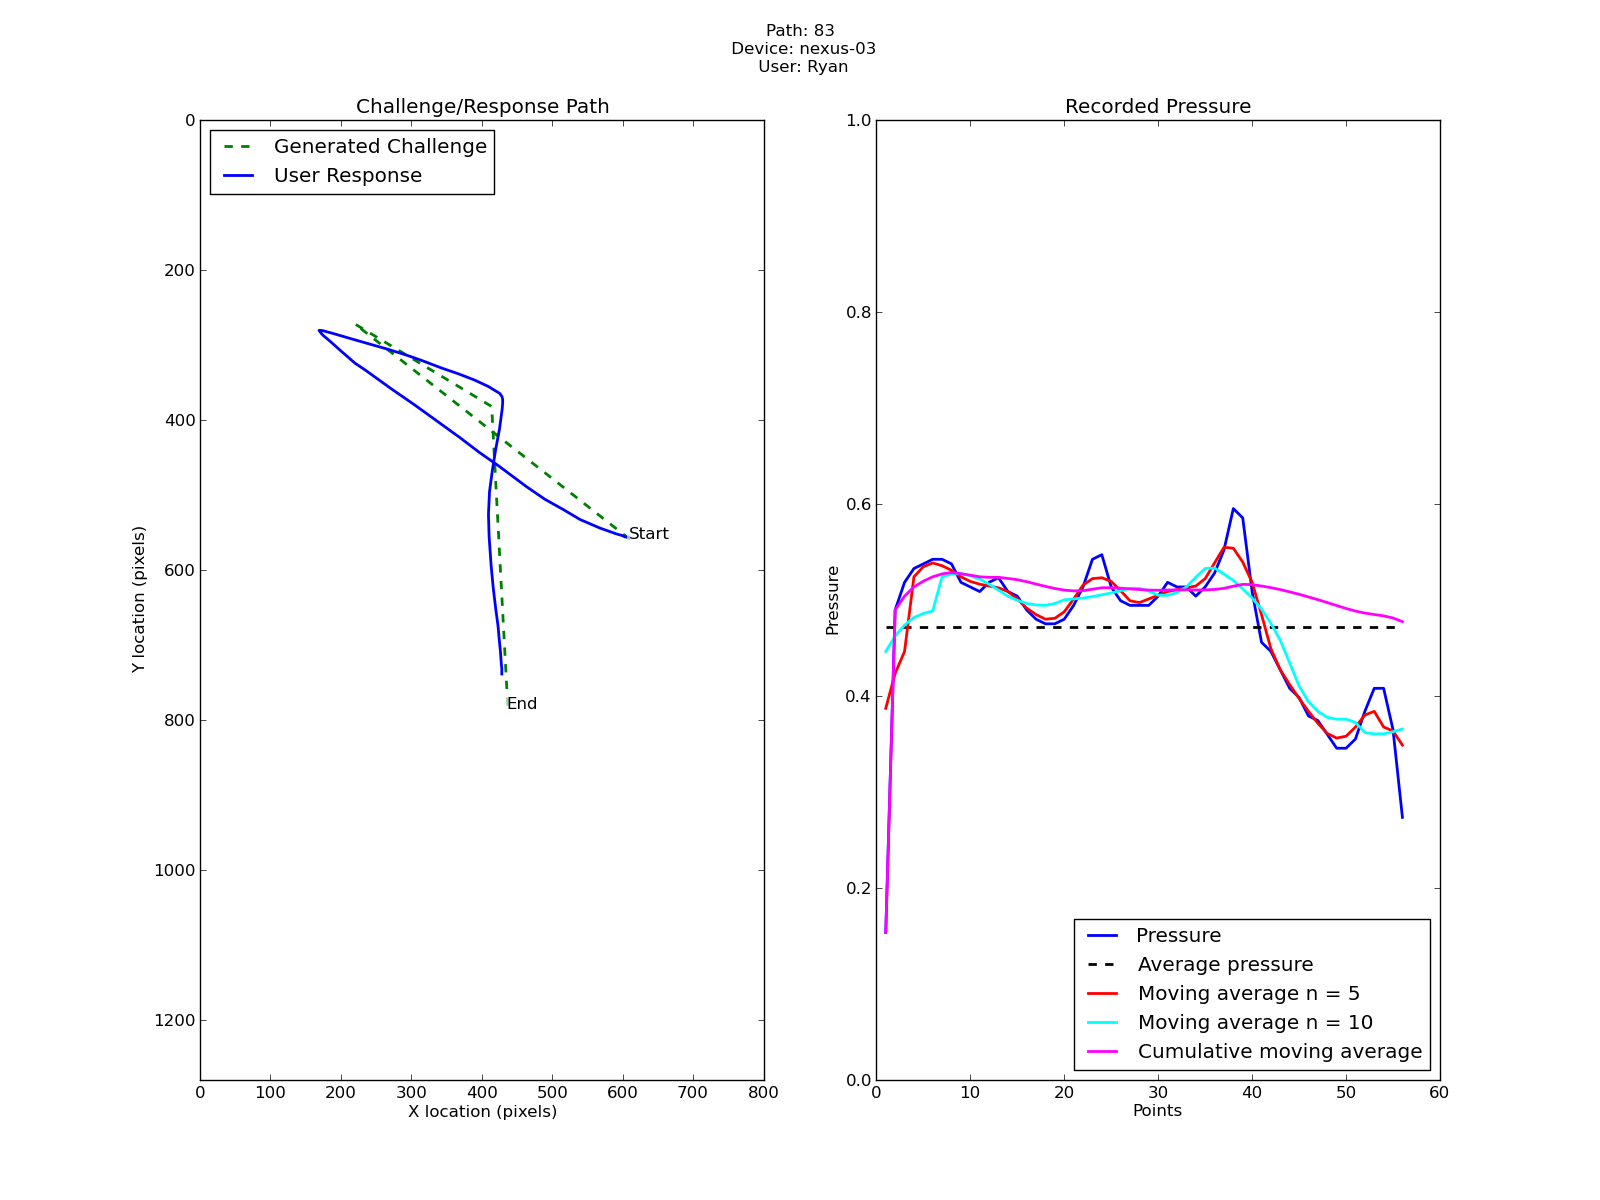 Path: 83
Device: nexus-03
User: Ryan
Challenge/Response Path
Generated Challenge
User Response
0
200
400
600
800
1000
1200
Y location (pixels)
Start
End
0 100 200 300 400 500 600 700 800
X location (pixels)
Recorded Pressure
1.0
0.8
0.6
0.4
0.2
0.0
Pressure
Pressure
Average pressure
Moving average n = 5
Moving average n = 10
Cumulative moving average
0 10 20 30 40 50 60
Points